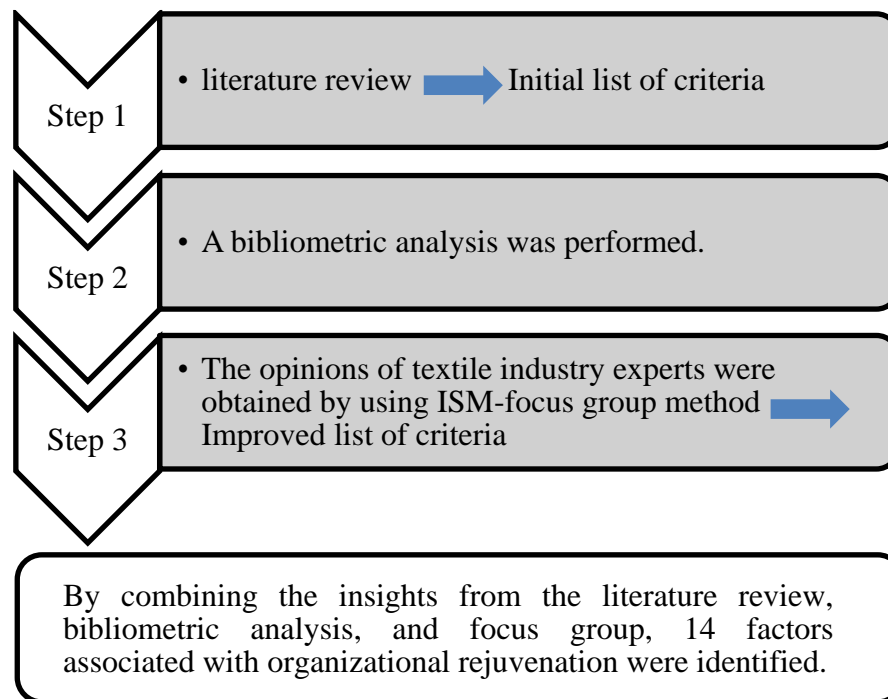 Step 1
• literature review Initial list of criteria
Step 2
• A bibliometric analysis was performed.
Step 3
• The opinions of textile industry experts were
obtained by using ISM-focus group method
Improved list of criteria
By combining the insights from the literature review,
bibliometric analysis, and focus group, 14 factors
associated with organizational rejuvenation were identified.